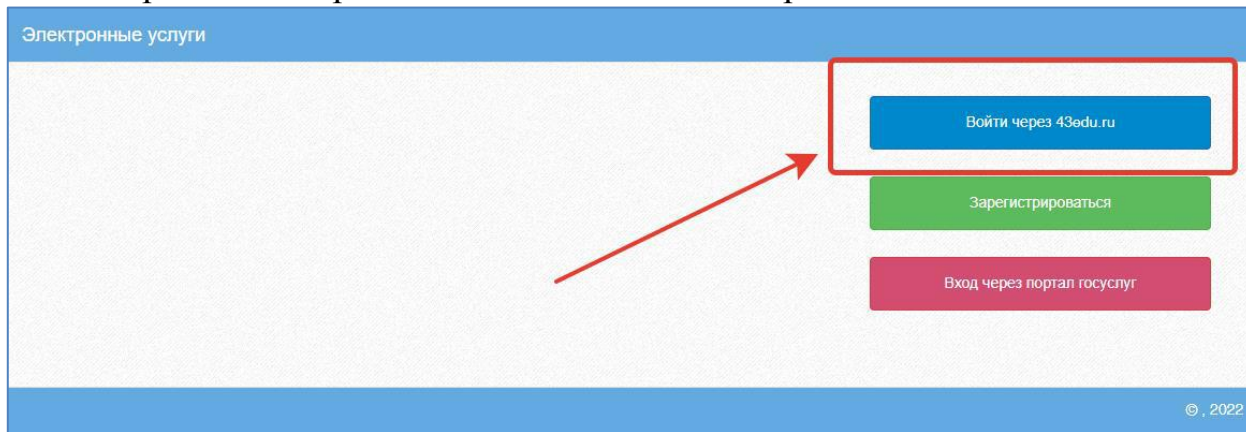 Электронные услуги
Войти через 43edu.ru
Зарегистрироваться
Вход через портал госуслуг
© , 2022